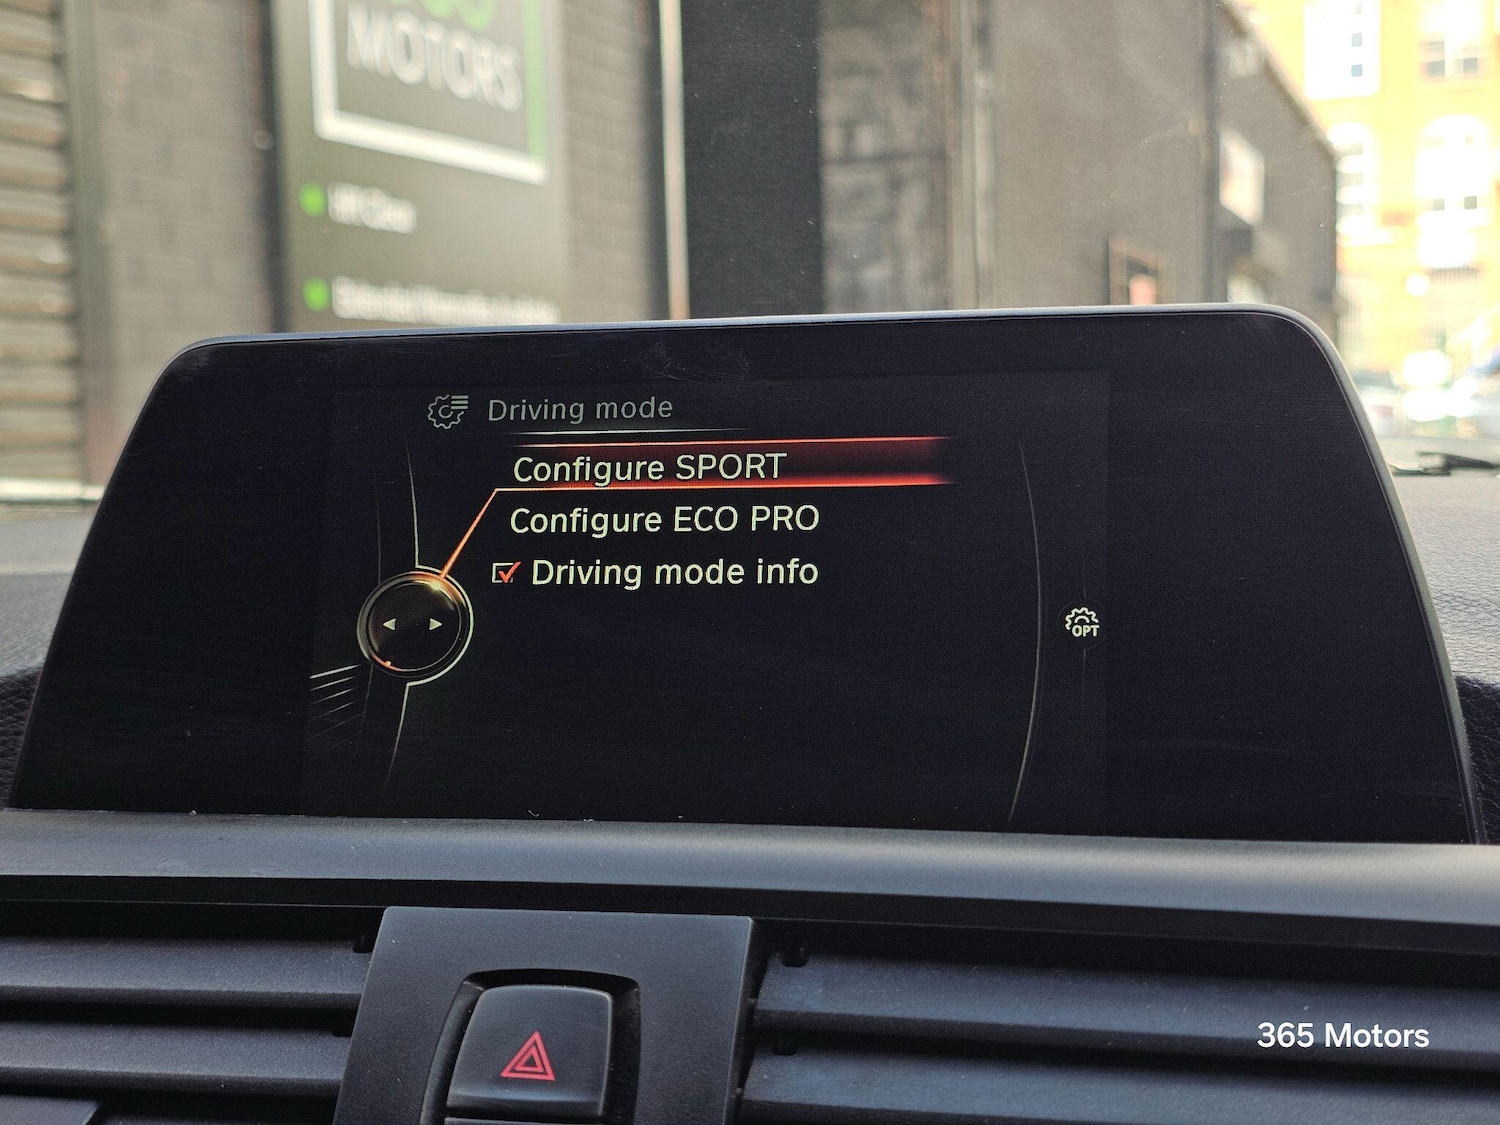 MOTORS
Driving mode
Configure SPORT
Configure ECO PRO
Driving mode info
OPT
365 Motors